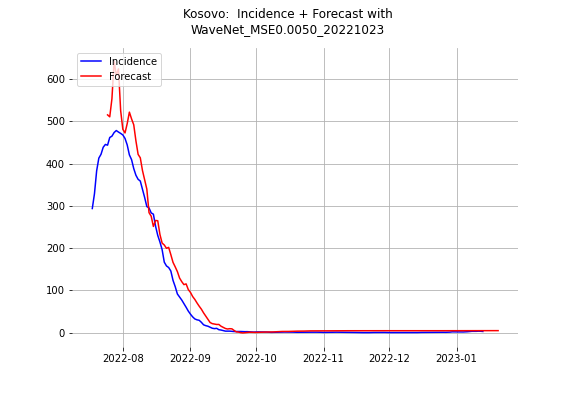 Kosovo:  Incidence + Forecast with
WaveNet_MSE0.0050_20221023
Incidence
Forecast
600
500
400
300
200
100
0
2022-08 2022-09 2022-10 2022-11 2022-12 2023-01